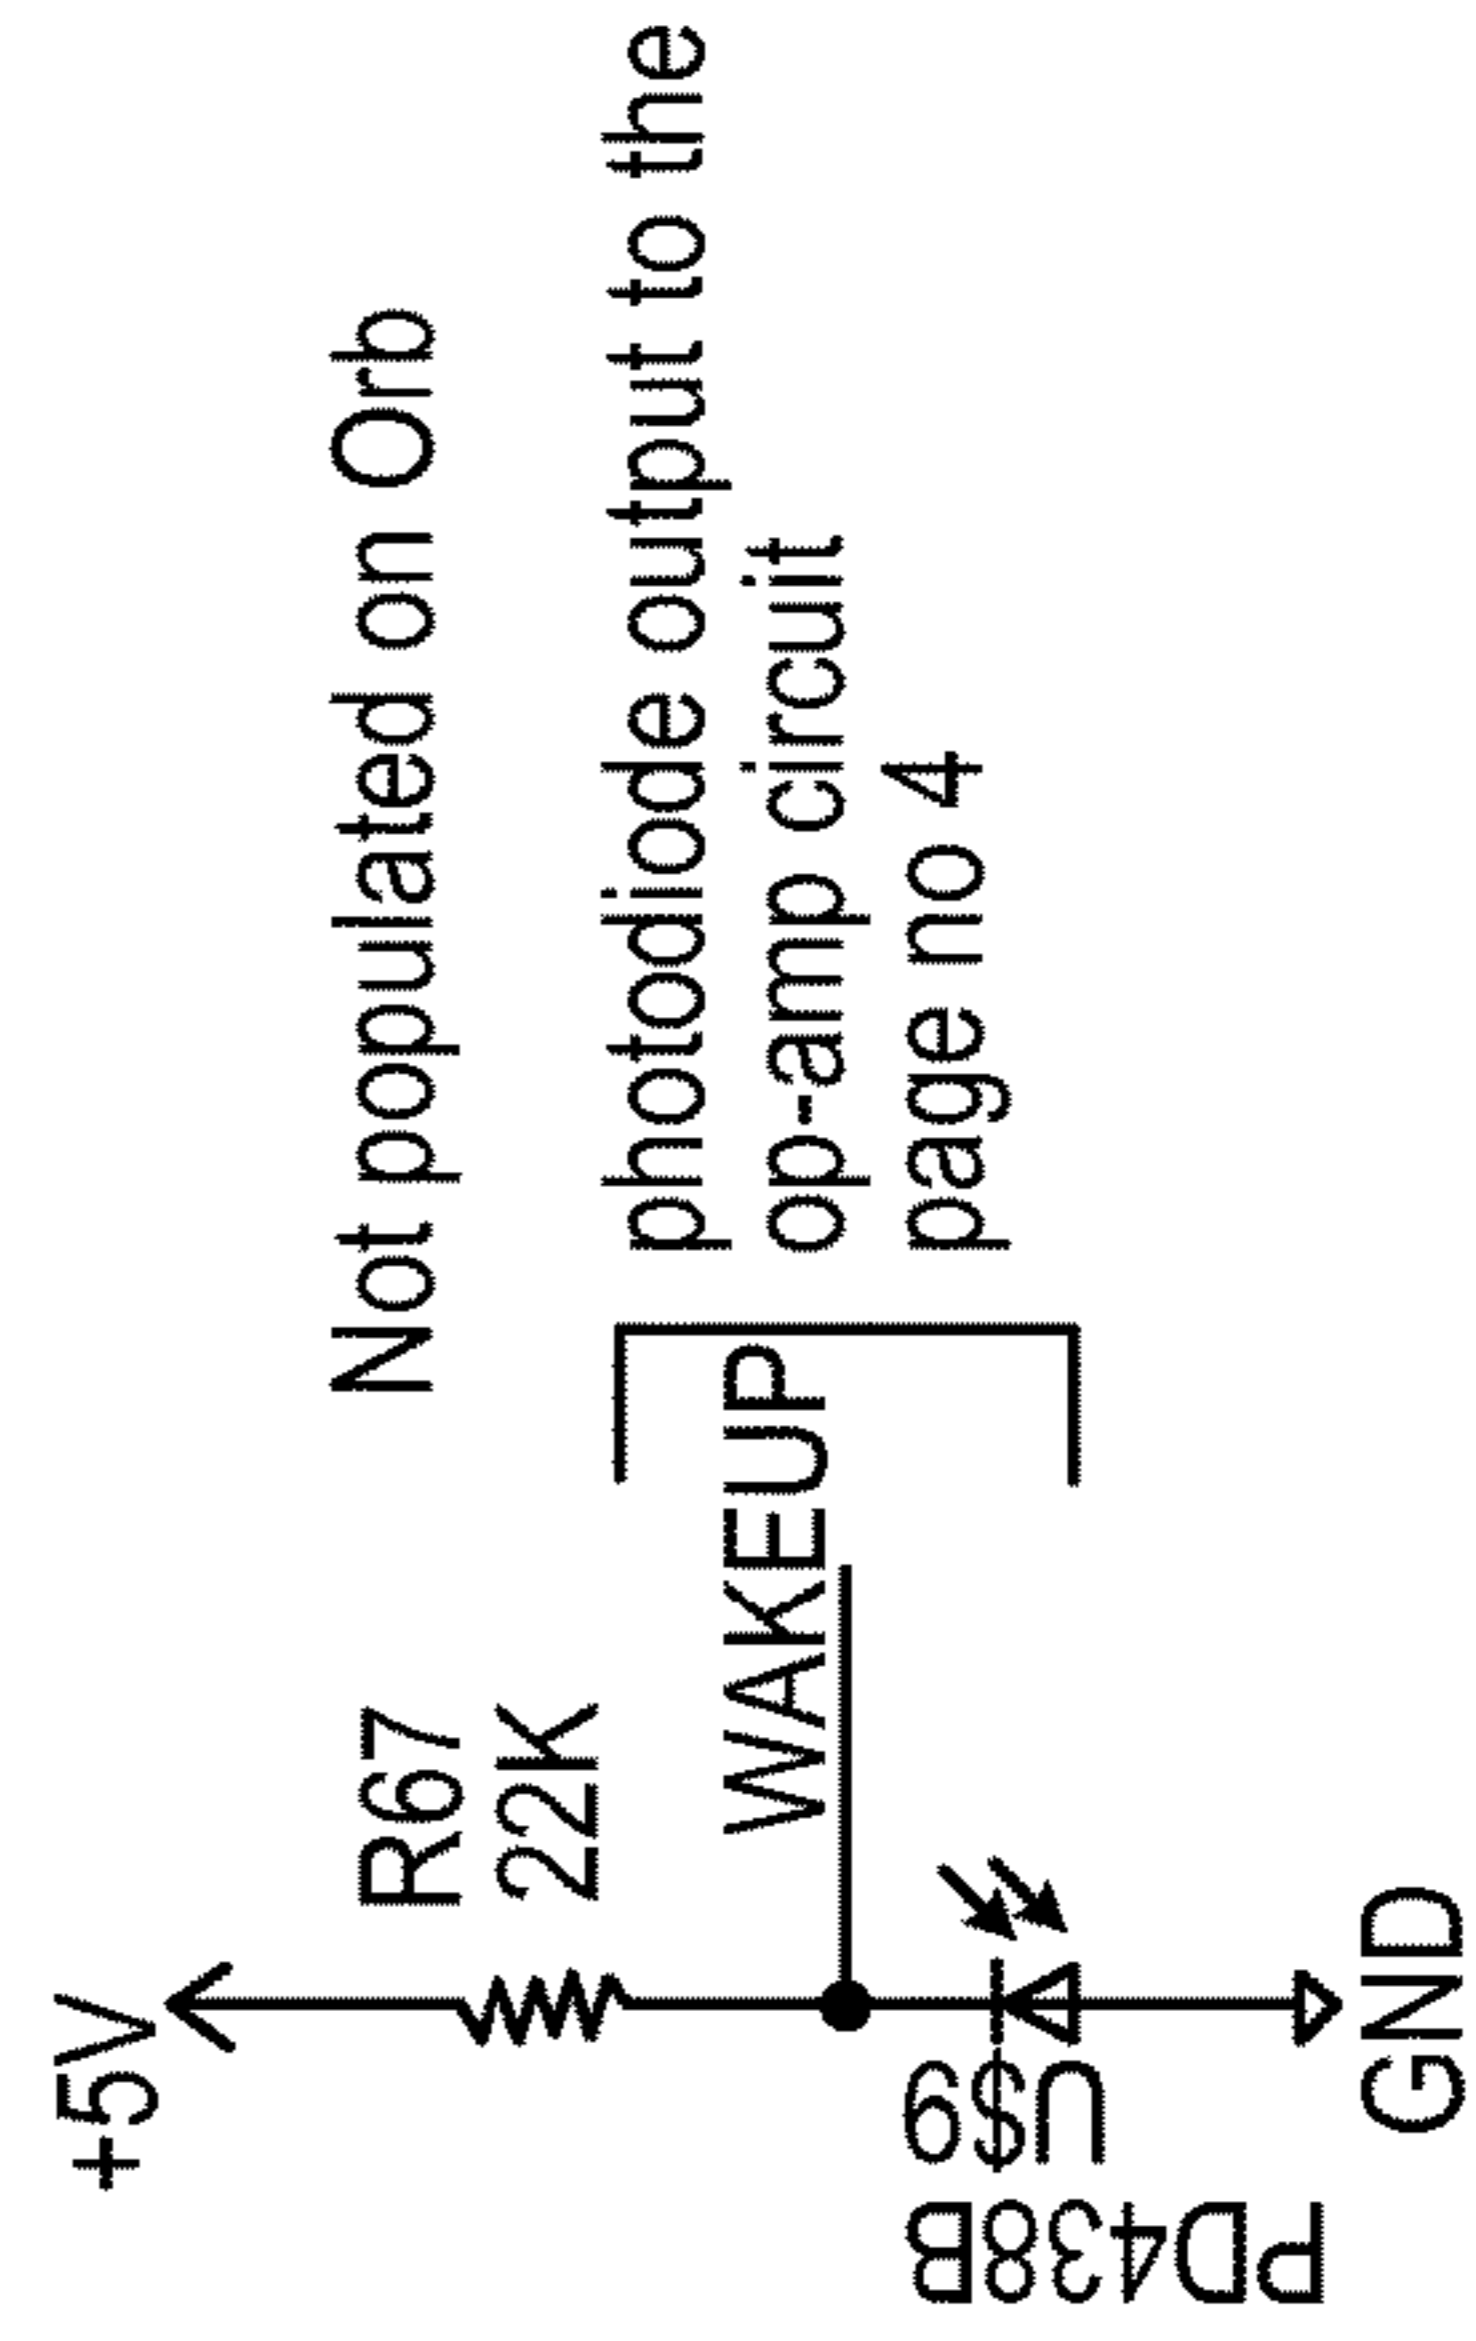 +5V
R67
22K
Not populated on Orb
WAKEUP
photodiode output to the
op-amp circuit
page no 4
U$9
PD438B
GND